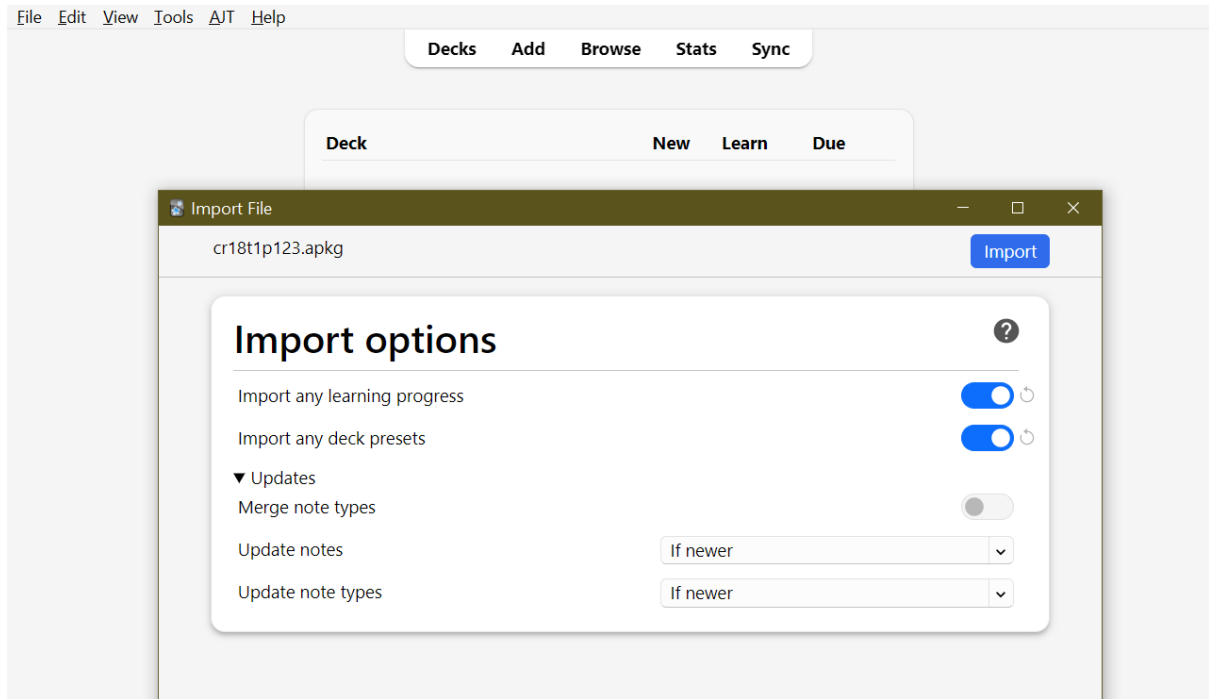 File Edit View Tools AJT Help
Decks Add Browse Stats Sync
Deck New Learn Due
Import File
cr18t1p123.apkg Import
Import options
Import any learning progress
Import any deck presets
Updates
Merge note types
Update notes If newer
Update note types If newer